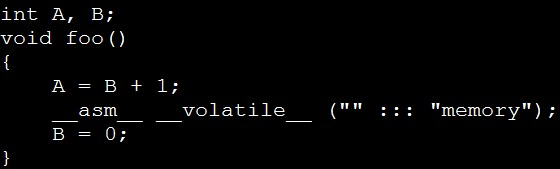 int A, B;
void foo()
{
    A = B + 1;
    __asm__ __volatile__ ("" ::: "memory");
    B = 0;
}